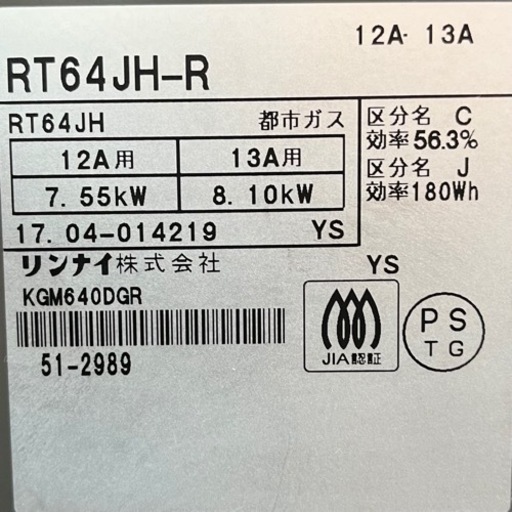 12A・13A
RT64JH-R
RT64JH 都市ガス
12A用 13A用
7.55kW 8.10kW
17.04-014219 YS
区分名 C
効率56.3%
区分名 J
効率180Wh
リンナイ株式会社 YS
KGM640DGR
51-2989
JIA認証
PS
TG